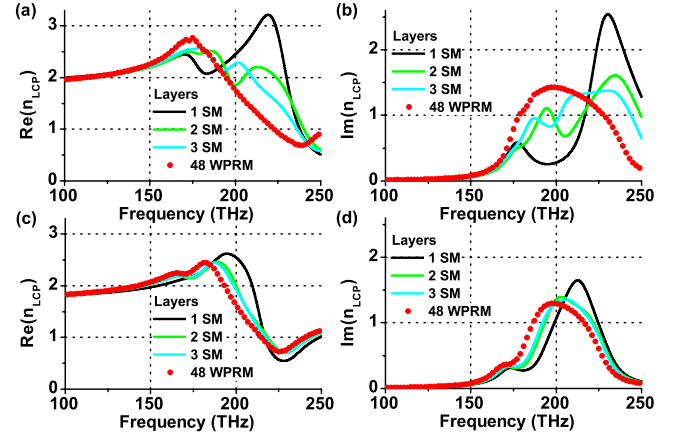 (a)
3
2
1
0
Re(n_LCP)
Layers
1 SM
2 SM
3 SM
48 WPRM
100 150 200 250
Frequency (THz)
(b)
2
1
0
Im(n_LCP)
Layers
1 SM
2 SM
3 SM
48 WPRM
100 150 200 250
Frequency (THz)
(c)
3
2
1
0
Re(n_LCP)
Layers
1 SM
2 SM
3 SM
48 WPRM
100 150 200 250
Frequency (THz)
(d)
2
1
0
Im(n_LCP)
Layers
1 SM
2 SM
3 SM
48 WPRM
100 150 200 250
Frequency (THz)